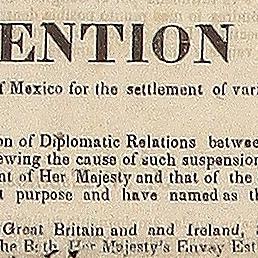 ENTION
of Mexico for the settlement of vari
on of Diplomatic Relations betwee
ewing the cause of such suspension
nt of Her Majesty and that of the
t purpose and have named as th
Great Britain and and Ireland,
The Bath Her Majesty's Envoy Ext